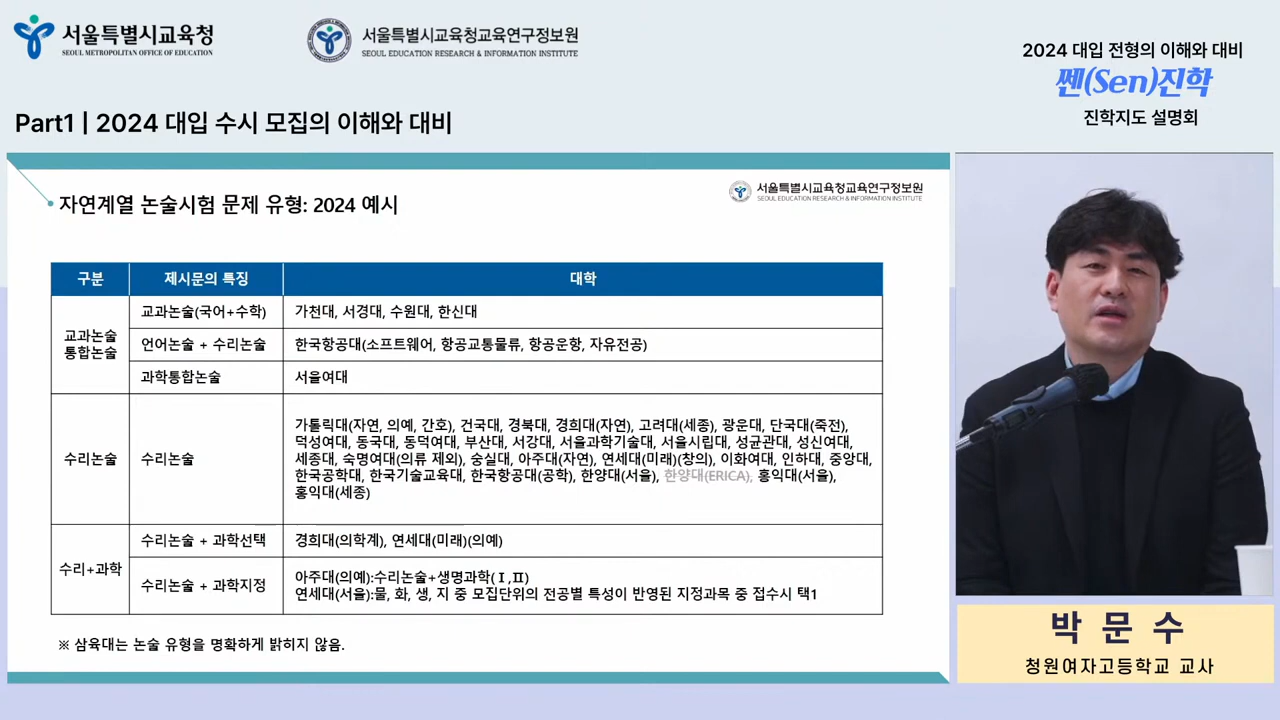 서울특별시교육청
SEOUL METROPOLITAN OFFICE OF EDUCATION
서울특별시교육청교육연구정보원
SEOUL EDUCATION RESEARCH & INFORMATION INSTITUTE
2024 대입 전형의 이해와 대비
쎈(Sen)진학
진학지도 설명회
Part1 | 2024 대입 수시 모집의 이해와 대비
자연계열 논술시험 문제 유형: 2024 예시
서울특별시교육청교육연구정보원
SEOUL EDUCATION RESEARCH & INFORMATION INSTITUTE
구분 제시문의 특징 대학
교과논술
통합논술
교과논술(국어+수학) 가천대, 서경대, 수원대, 한신대
언어논술 + 수리논술 한국항공대(소프트웨어, 항공교통물류, 항공운항, 자유전공)
과학통합논술 서울여대
수리논술 수리논술
가톨릭대(자연, 의예, 간호), 건국대, 경북대, 경희대(자연), 고려대(세종), 광운대, 단국대(죽전),
덕성여대, 동국대, 동덕여대, 부산대, 서강대, 서울과학기술대, 서울시립대, 성균관대, 성신여대,
세종대, 숙명여대(의류 제외), 숭실대, 아주대(자연), 연세대(미래)(창의), 이화여대, 인하대, 중앙대,
한국공학대, 한국기술교육대, 한국항공대(공학), 한양대(서울), 한양대(ERICA), 홍익대(서울),
홍익대(세종)
수리+과학
수리논술 + 과학선택 경희대(의학계), 연세대(미래)(의예)
수리논술 + 과학지정
아주대(의예):수리논술+생명과학(Ⅰ,Ⅱ)
연세대(서울):물, 화, 생, 지 중 모집단위의 전공별 특성이 반영된 지정과목 중 접수시 택1
※ 삼육대는 논술 유형을 명확하게 밝히지 않음.
박 문 수
청원여자고등학교 교사